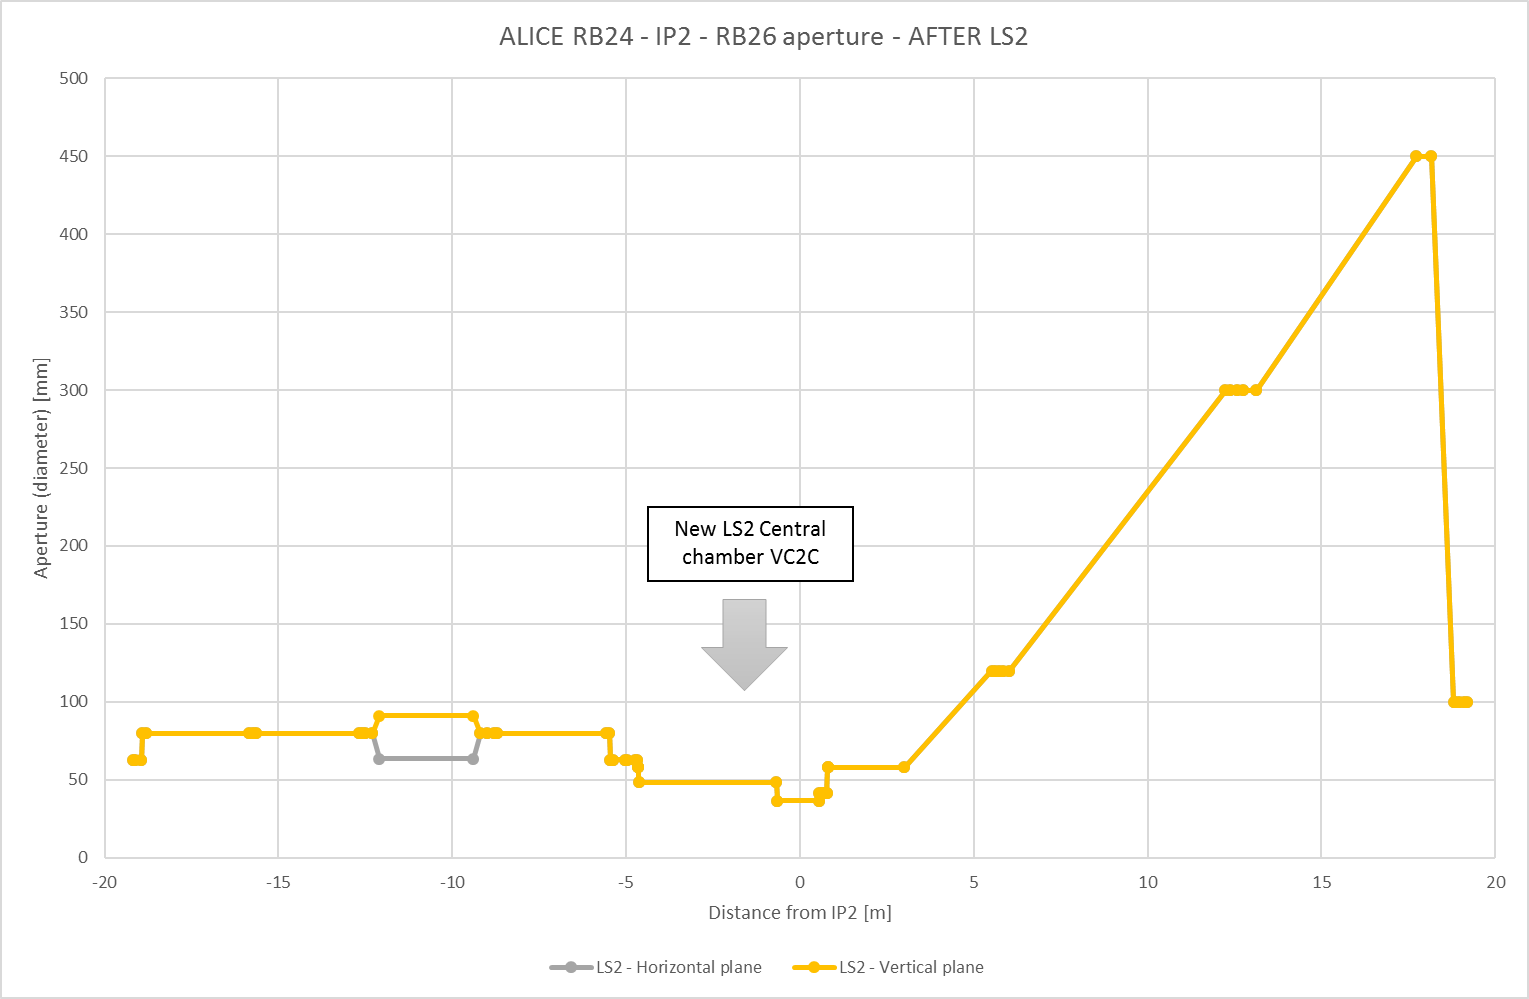 ALICE RB24 - IP2 - RB26 aperture - AFTER LS2
500
450
400
350
300
250
200
150
100
50
0
Aperture (diameter) [mm]
New LS2 Central
chamber VC2C
-20 -15 -10 -5 0 5 10 15 20
Distance from IP2 [m]
LS2 - Horizontal plane LS2 - Vertical plane